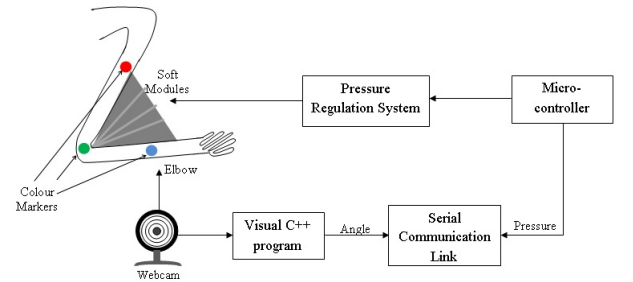 Soft
Modules
Pressure
Regulation System
Micro-
controller
Elbow
Colour
Markers
Visual C++
program
Angle
Serial
Communication
Link
Pressure
Webcam